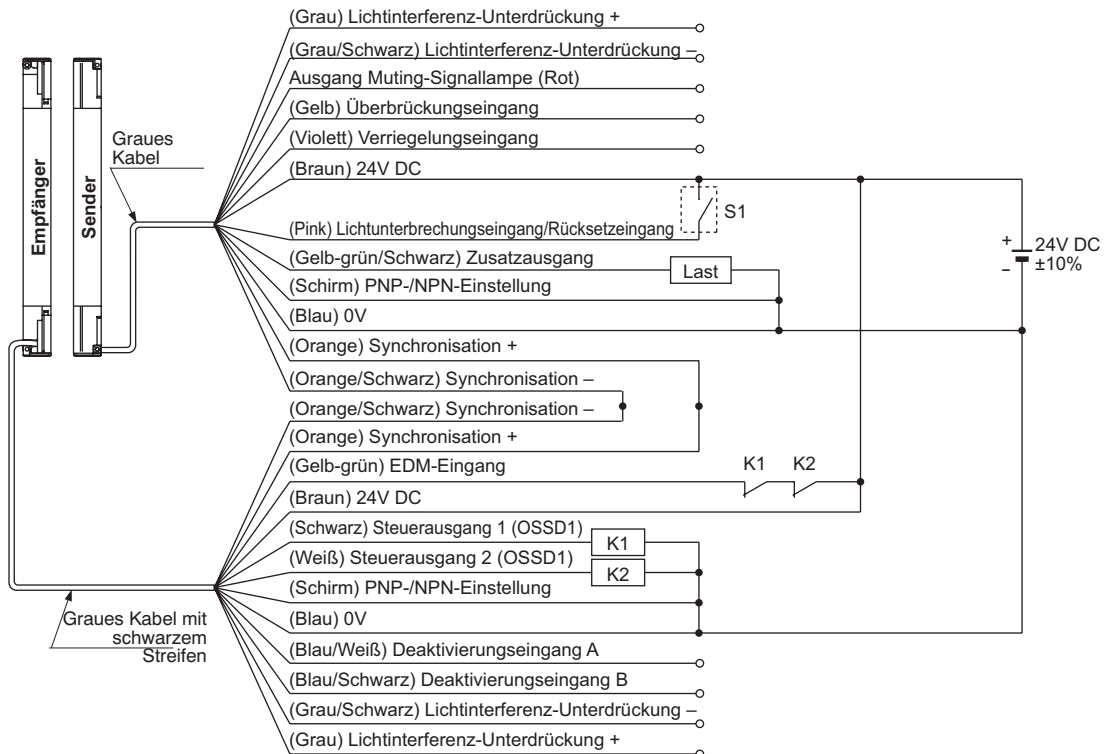 (Grau) Lichtinterferenz-Unterdrückung +
(Grau/Schwarz) Lichtinterferenz-Unterdrückung –
Ausgang Muting-Signallampe (Rot)
(Gelb) Überbrückungseingang
(Violett) Verriegelungseingang
(Braun) 24V DC
Graues
Kabel
Empfänger
Sender
S1
(Pink) Lichtunterbrechungseingang/Rücksetzeingang
+
24V DC
±10%
–
(Gelb-grün/Schwarz) Zusatzausgang
Last
(Schirm) PNP-/NPN-Einstellung
(Blau) 0V
(Orange) Synchronisation +
(Orange/Schwarz) Synchronisation –
(Orange/Schwarz) Synchronisation –
(Orange) Synchronisation +
(Gelb-grün) EDM-Eingang
K1
K2
(Braun) 24V DC
(Schwarz) Steuerausgang 1 (OSSD1)
K1
(Weiß) Steuerausgang 2 (OSSD1)
K2
(Schirm) PNP-/NPN-Einstellung
(Blau) 0V
Graues Kabel mit
schwarzem
Streifen
(Blau/Weiß) Deaktivierungseingang A
(Blau/Schwarz) Deaktivierungseingang B
(Grau/Schwarz) Lichtinterferenz-Unterdrückung –
(Grau) Lichtinterferenz-Unterdrückung +